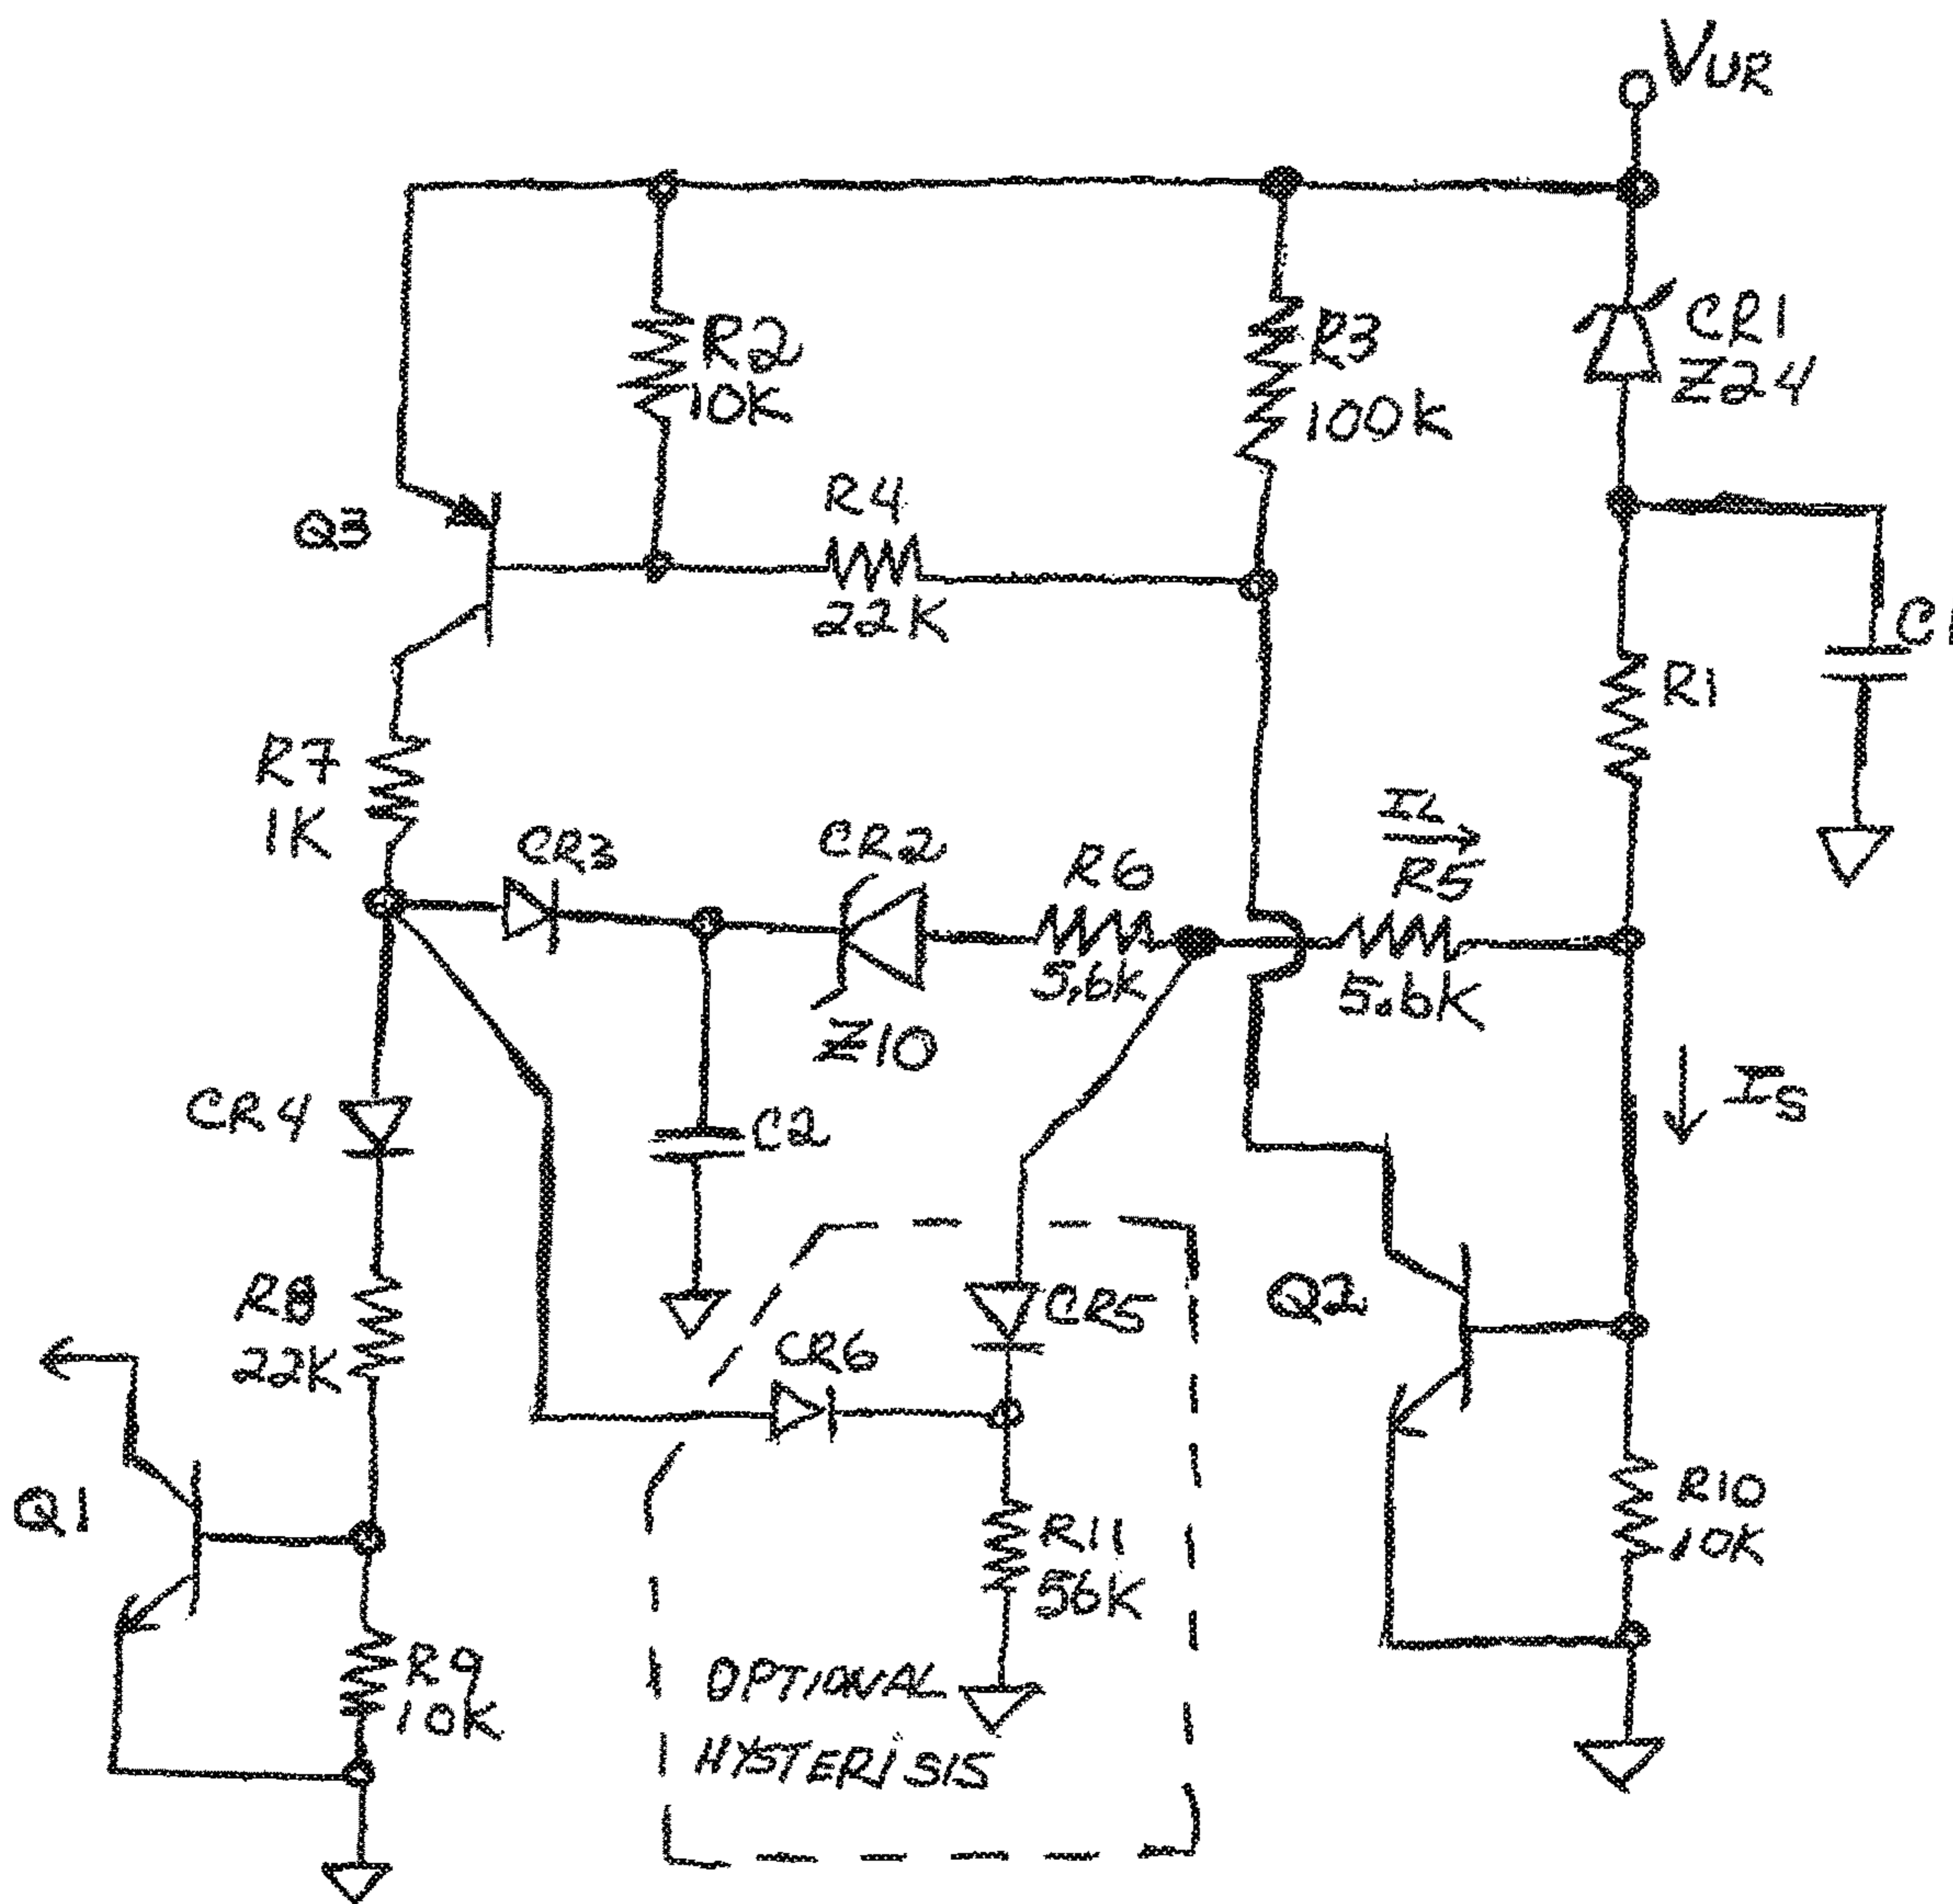 VUR
R2
10K
R3
100K
CR1
Z24
Q3
R4
22K
C1
R1
R7
1K
CR3
CR2
Z10
R6
5.6K
IL
R5
5.6K
IS
CR4
C2
R8
22K
CR5
CR6
Q2
Q1
R11
56K
R10
10K
R9
10K
OPTIONAL
HYSTERiSIS